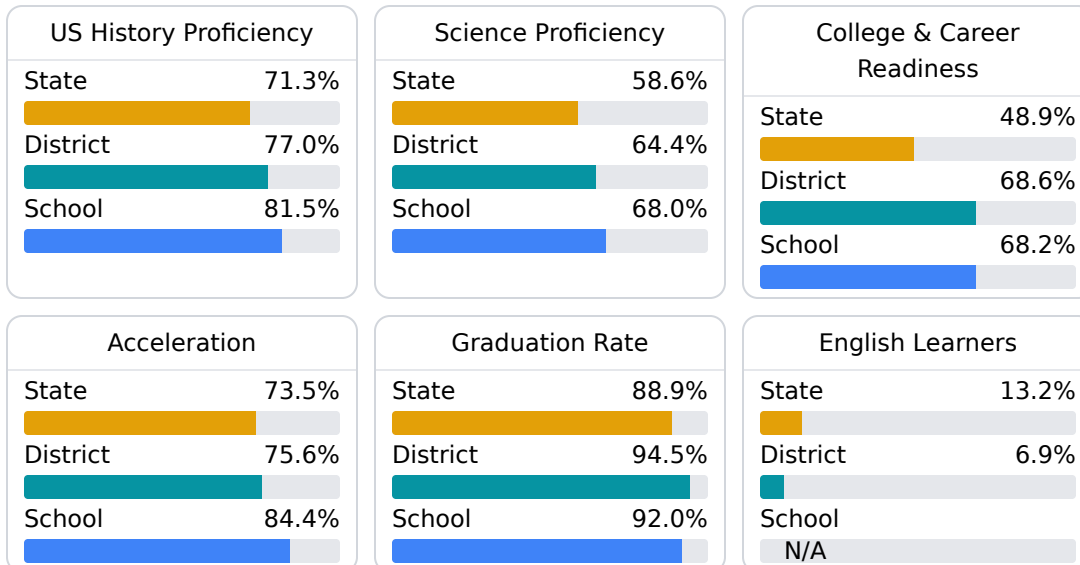 US History Proficiency
State 71.3%
District 77.0%
School 81.5%
Science Proficiency
State 58.6%
District 64.4%
School 68.0%
College & Career
Readiness
State 48.9%
District 68.6%
School 68.2%
Acceleration
State 73.5%
District 75.6%
School 84.4%
Graduation Rate
State 88.9%
District 94.5%
School 92.0%
English Learners
State 13.2%
District 6.9%
School
N/A